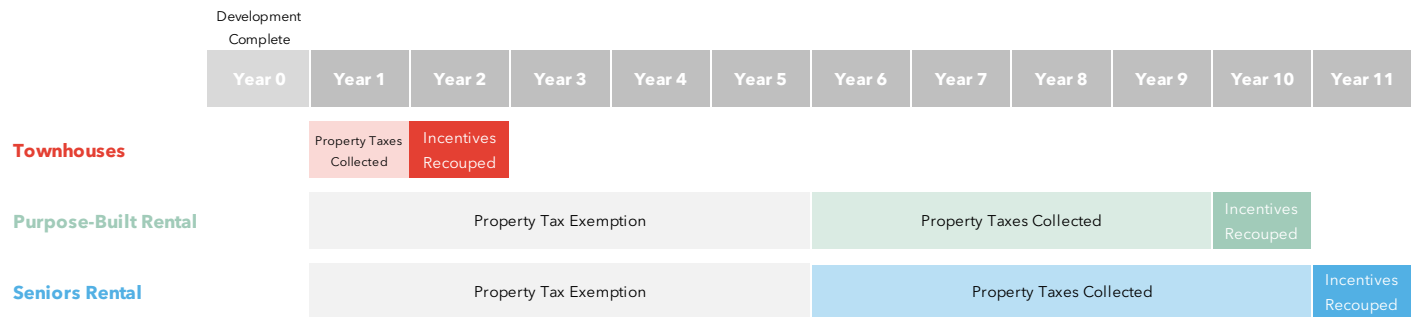 Development
Complete
Year 0 Year 1 Year 2 Year 3 Year 4 Year 5 Year 6 Year 7 Year 8 Year 9 Year 10 Year 11
Townhouses
Property Taxes
Collected
Incentives
Recouped
Purpose-Built Rental
Property Tax Exemption
Property Taxes Collected
Incentives
Recouped
Seniors Rental
Property Tax Exemption
Property Taxes Collected
Incentives
Recouped